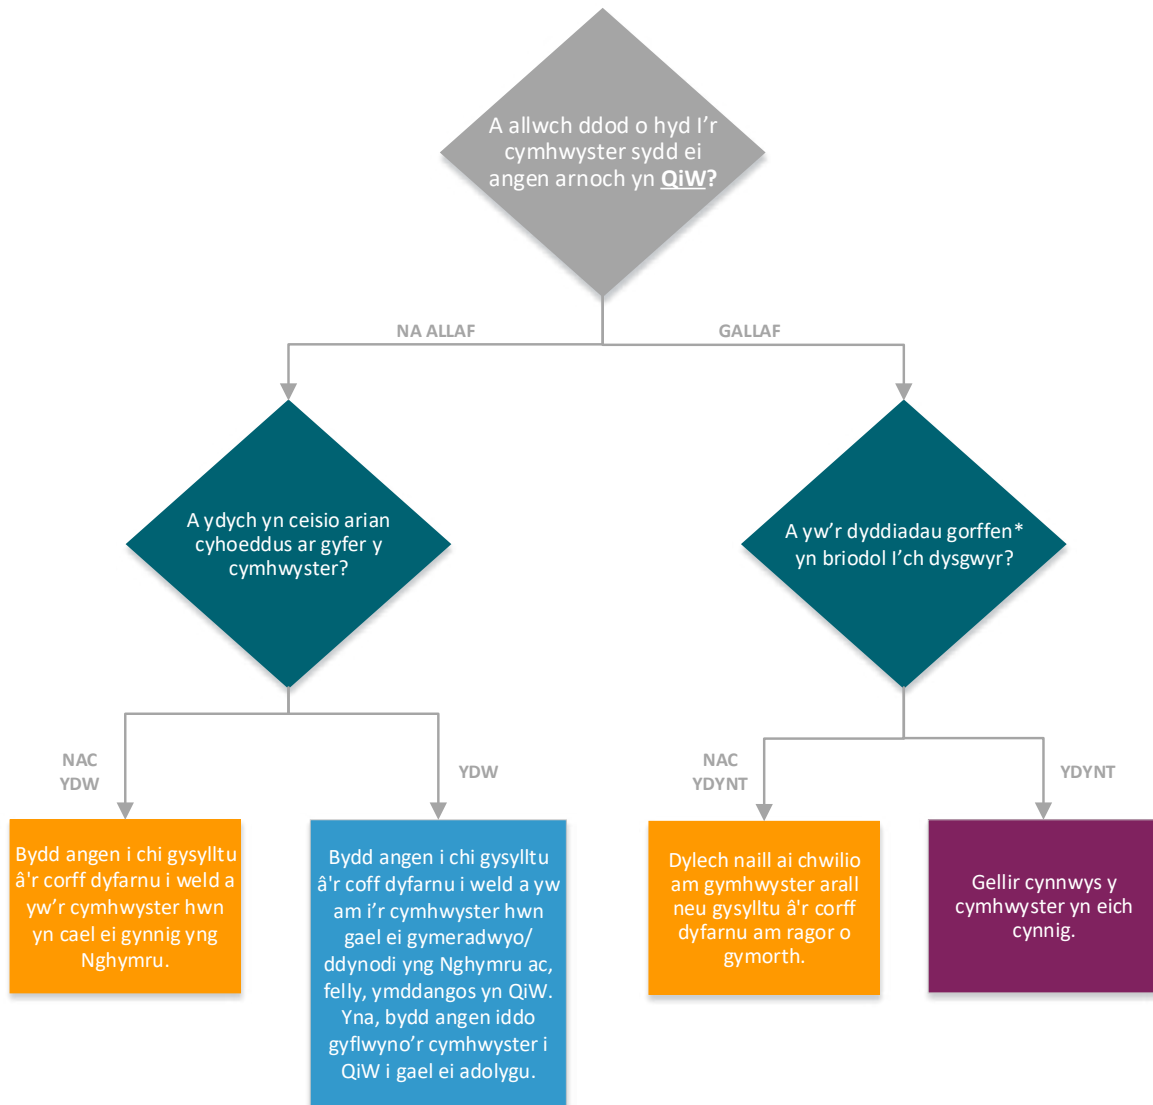 A allwch ddod o hyd I’r
cymhwyster sydd ei
angen arnoch yn QiW?
NA ALLAF
GALLAF
A ydych yn ceisio arian
cyhoeddus ar gyfer y
cymhwyster?
A yw’r dyddiadau gorffen*
yn briodol I’ch dysgwyr?
NAC
YDW
YDW
NAC
YDYNT
YDYNT
Bydd angen i chi gysylltu
â'r corff dyfarnu i weld a
yw’r cymhwyster hwn
yn cael ei gynnig yng
Nghymru.
Bydd angen i chi gysylltu
â'r coff dyfarnu i weld a yw
am i’r cymhwyster hwn
gael ei gymeradwyo/
ddynodi yng Nghymru ac,
felly, ymddangos yn QiW.
Yna, bydd angen iddo
gyflwyno’r cymhwyster i
QiW i gael ei adolygu.
Dylech naill ai chwilio
am gymhwyster arall
neu gysylltu â'r corff
dyfarnu am ragor o
gymorth.
Gellir cynnwys y
cymhwyster yn eich
cynnig.